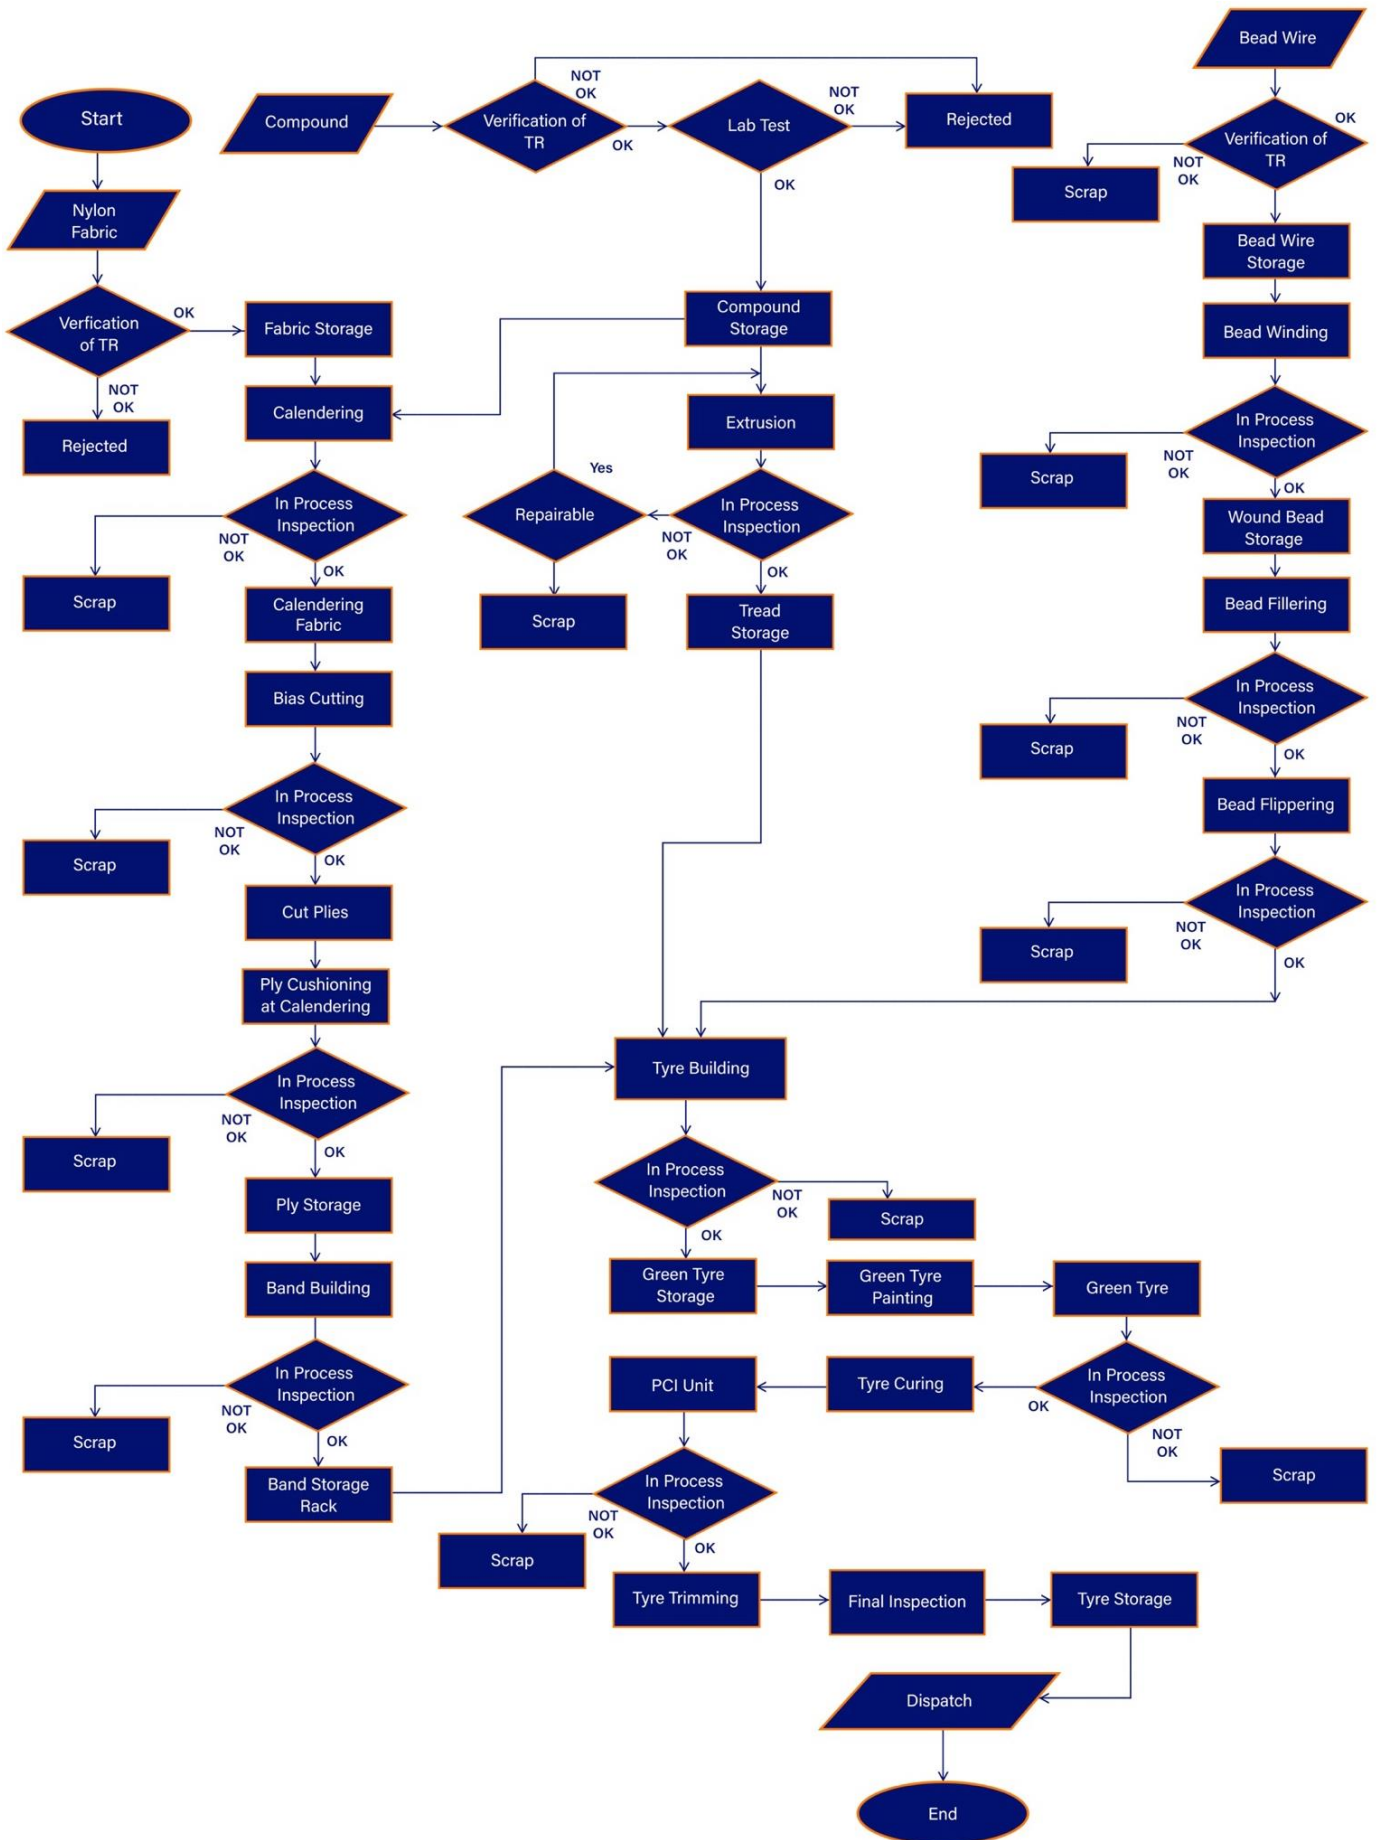 Start
Nylon
Fabric
Verfication
of TR
OK
NOT
OK
Rejected
Fabric Storage
Calendering
In Process
Inspection
NOT
OK
Scrap
OK
Calendering
Fabric
Bias Cutting
In Process
Inspection
NOT
OK
Scrap
OK
Cut Plies
Ply Cushioning
at Calendering
In Process
Inspection
NOT
OK
Scrap
OK
Ply Storage
Band Building
In Process
Inspection
NOT
OK
Scrap
OK
Band Storage
Rack
Compound
Verification of
TR
NOT
OK
OK
Lab Test
NOT
OK
Rejected
OK
Compound
Storage
Extrusion
In Process
Inspection
NOT
OK
Repairable
Yes
Scrap
OK
Tread
Storage
Bead Wire
Verification of
TR
OK
NOT
OK
Scrap
Bead Wire
Storage
Bead Winding
In Process
Inspection
NOT
OK
Scrap
OK
Wound Bead
Storage
Bead Fillering
In Process
Inspection
NOT
OK
Scrap
OK
Bead Flippering
In Process
Inspection
NOT
OK
Scrap
OK
Tyre Building
In Process
Inspection
NOT
OK
Scrap
OK
Green Tyre
Storage
Green Tyre
Painting
Green Tyre
In Process
Inspection
NOT
OK
Scrap
OK
Tyre Curing
PCI Unit
In Process
Inspection
NOT
OK
Scrap
OK
Tyre Trimming
Final Inspection
Tyre Storage
Dispatch
End